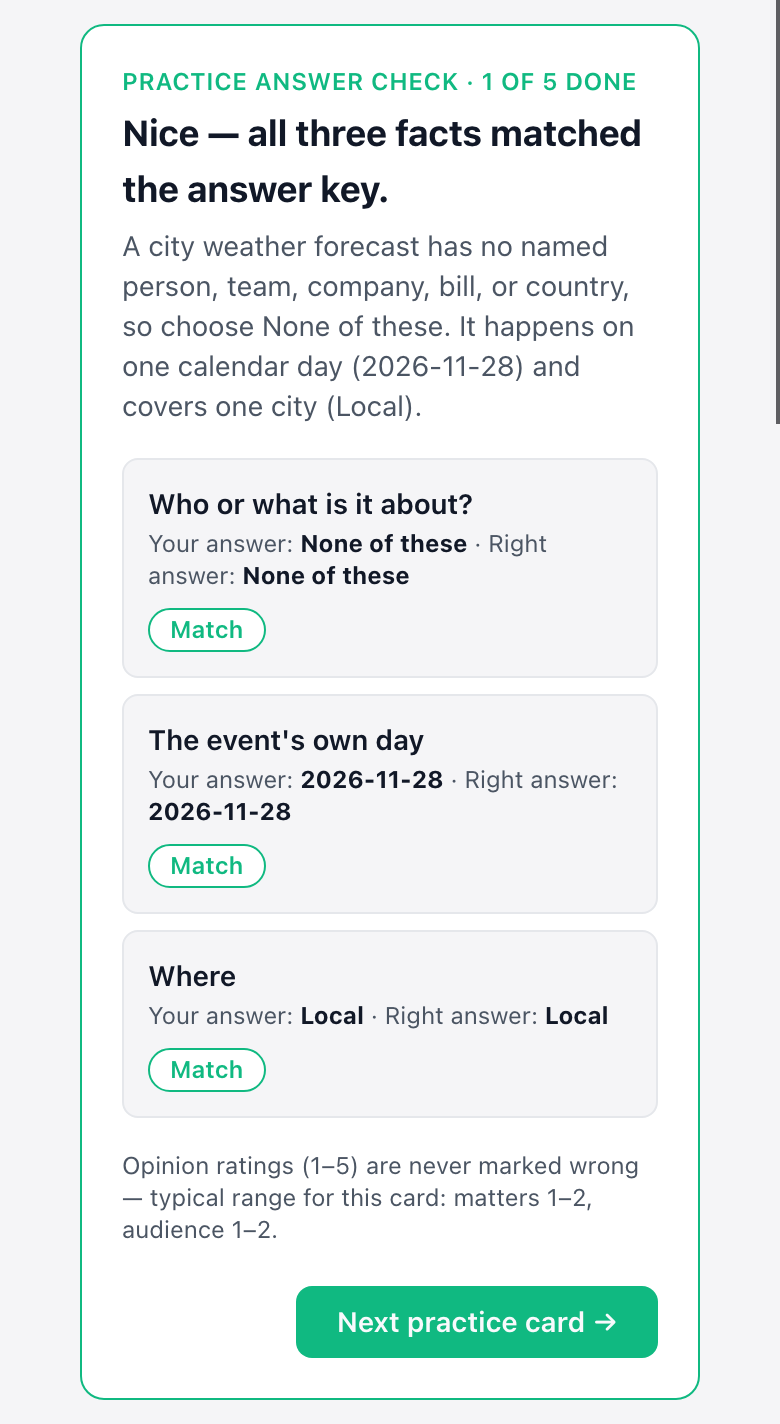 PRACTICE ANSWER CHECK · 1 OF 5 DONE
Nice — all three facts matched
the answer key.
A city weather forecast has no named
person, team, company, bill, or country,
so choose None of these. It happens on
one calendar day (2026-11-28) and
covers one city (Local).
Who or what is it about?
Your answer: None of these · Right
answer: None of these
Match
The event's own day
Your answer: 2026-11-28 · Right answer:
2026-11-28
Match
Where
Your answer: Local · Right answer: Local
Match
Opinion ratings (1–5) are never marked wrong
— typical range for this card: matters 1–2,
audience 1–2.
Next practice card →